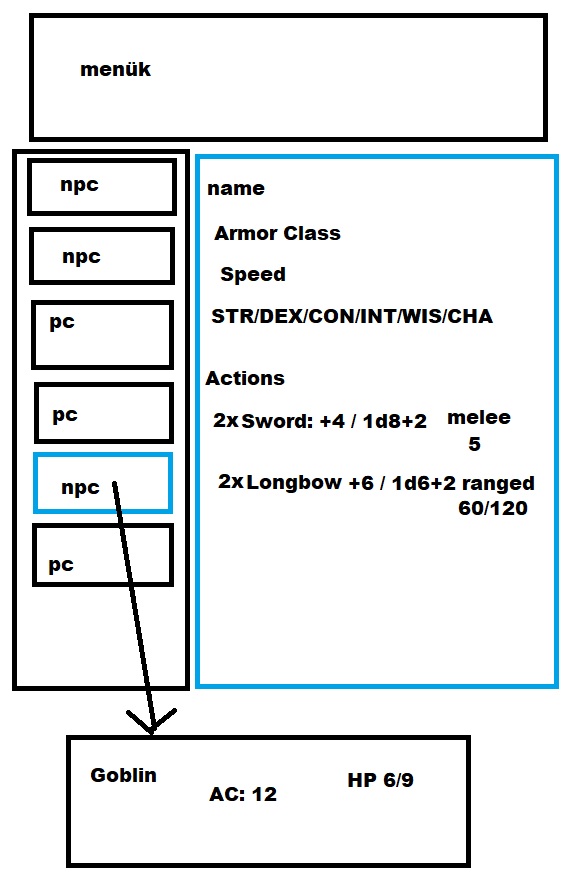 menük
npc
npc
pc
pc
npc
pc
name
Armor Class
Speed
STR/DEX/CON/INT/WIS/CHA
Actions
2x Sword: +4 / 1d8+2 melee
5
2x Longbow +6 / 1d6+2 ranged
60/120
Goblin
AC: 12
HP 6/9